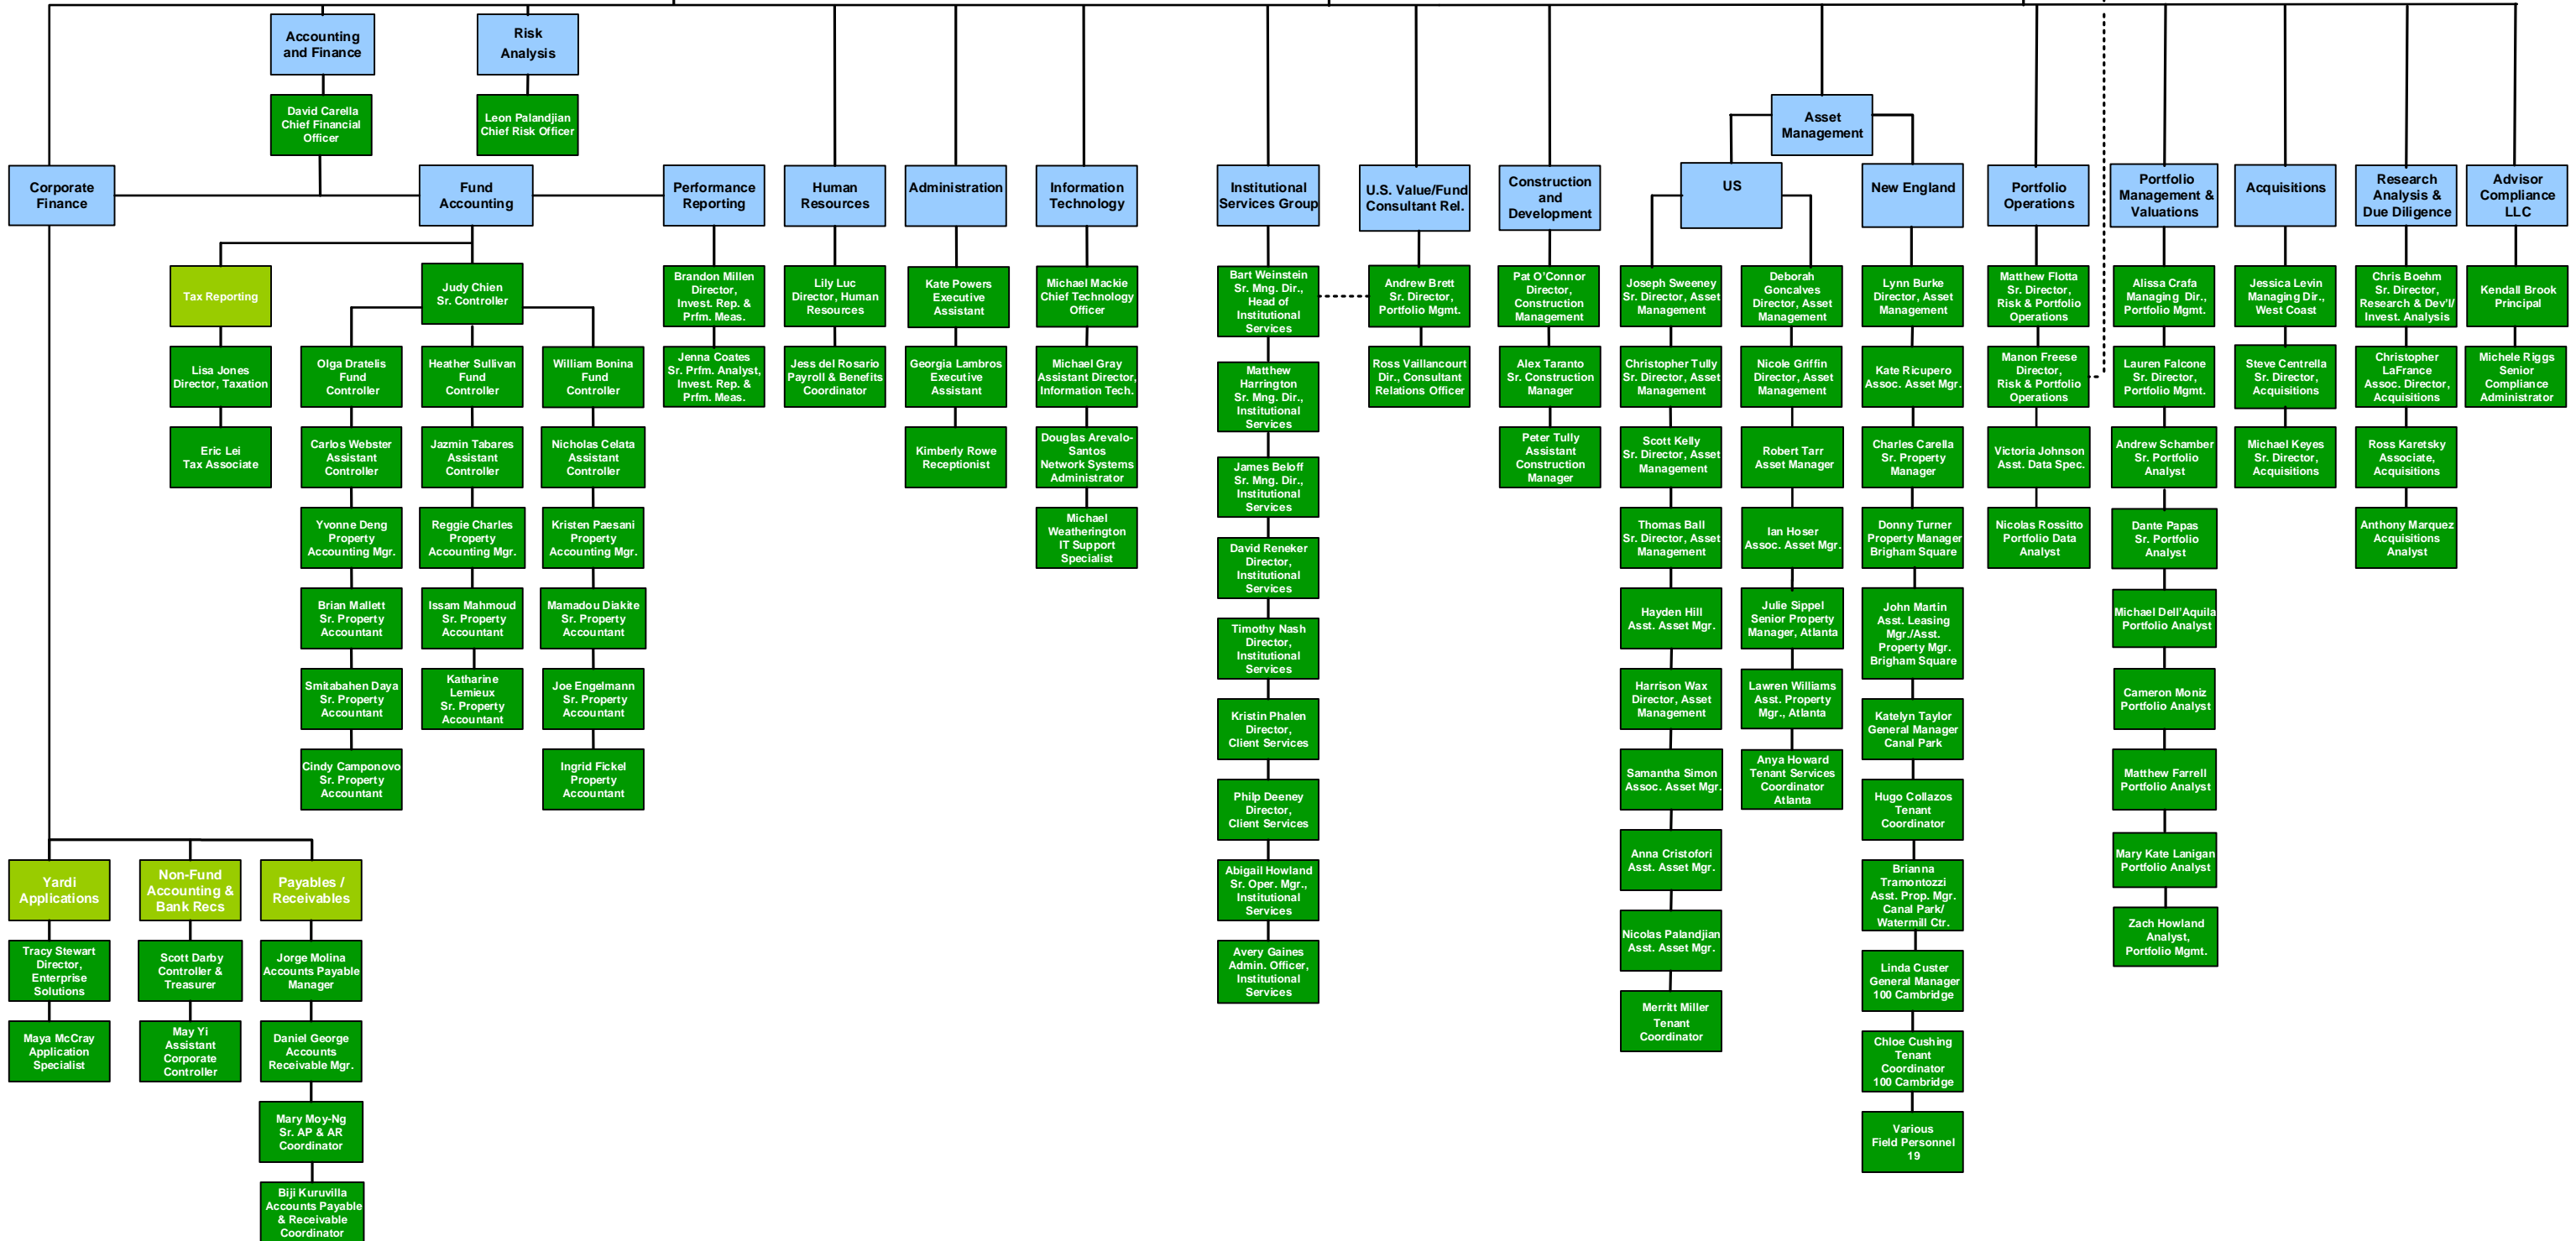 Accounting
and Finance
David Carella
Chief Financial
Officer
Risk
Analysis
Leon Palandjian
Chief Risk Officer
Corporate
Finance
Fund
Accounting
Performance
Reporting
Human
Resources
Administration
Information
Technology
Institutional
Services Group
U.S. Value/Fund
Consultant Rel.
Construction
and
Development
Asset
Management
US
New England
Portfolio
Operations
Portfolio
Management &
Valuations
Acquisitions
Research
Analysis &
Due Diligence
Advisor
Compliance
LLC
Tax Reporting
Lisa Jones
Director, Taxation
Eric Lei
Tax Associate
Judy Chien
Sr. Controller
Olga Dratelis
Fund
Controller
Carlos Webster
Assistant
Controller
Yvonne Deng
Property
Accounting Mgr.
Brian Mallett
Sr. Property
Accountant
Smitabahen Daya
Sr. Property
Accountant
Cindy Camponovo
Sr. Property
Accountant
Heather Sullivan
Fund
Controller
Jazmin Tabares
Assistant
Controller
Reggie Charles
Property
Accounting Mgr.
Issam Mahmoud
Sr. Property
Accountant
Katharine
Lemieux
Sr. Property
Accountant
William Bonina
Fund
Controller
Nicholas Celata
Assistant
Controller
Kristen Paesani
Property
Accounting Mgr.
Mamadou Diakite
Sr. Property
Accountant
Joe Engelmann
Sr. Property
Accountant
Ingrid Fickel
Property
Accountant
Brandon Millen
Director,
Invest. Rep. &
Prfm. Meas.
Jenna Coates
Sr. Prfm. Analyst,
Invest. Rep. &
Prfm. Meas.
Lily Luc
Director, Human
Resources
Jess del Rosario
Payroll & Benefits
Coordinator
Kate Powers
Executive
Assistant
Georgia Lambros
Executive
Assistant
Kimberly Rowe
Receptionist
Michael Mackie
Chief Technology
Officer
Michael Gray
Assistant Director,
Information Tech.
Douglas Arevalo-
Santos
Network Systems
Administrator
Michael
Weatherington
IT Support
Specialist
Bart Weinstein
Sr. Mng. Dir.,
Head of
Institutional
Services
Matthew
Harrington
Sr. Mng. Dir.,
Institutional
Services
James Beloff
Sr. Mng. Dir.,
Institutional
Services
David Reneker
Director,
Institutional
Services
Timothy Nash
Director,
Institutional
Services
Kristin Phalen
Director,
Client Services
Philp Deeney
Director,
Client Services
Abigail Howland
Sr. Oper. Mgr.,
Institutional
Services
Avery Gaines
Admin. Officer,
Institutional
Services
Andrew Brett
Sr. Director,
Portfolio Mgmt.
Ross Vaillancourt
Dir., Consultant
Relations Officer
Pat O'Connor
Director,
Construction
Management
Alex Taranto
Sr. Construction
Manager
Peter Tully
Assistant
Construction
Manager
Joseph Sweeney
Sr. Director, Asset
Management
Christopher Tully
Sr. Director, Asset
Management
Scott Kelly
Sr. Director, Asset
Management
Thomas Ball
Sr. Director, Asset
Management
Hayden Hill
Asst. Asset Mgr.
Harrison Wax
Director, Asset
Management
Samantha Simon
Assoc. Asset Mgr.
Anna Cristofori
Asst. Asset Mgr.
Nicolas Palandjian
Asst. Asset Mgr.
Merritt Miller
Tenant
Coordinator
Deborah
Goncalves
Director, Asset
Management
Nicole Griffin
Director, Asset
Management
Robert Tarr
Asset Manager
Ian Hoser
Assoc. Asset Mgr.
Julie Sippel
Senior Property
Manager, Atlanta
Lawren Williams
Asst. Property
Mgr., Atlanta
Anya Howard
Tenant Services
Coordinator
Atlanta
Lynn Burke
Director, Asset
Management
Kate Ricupero
Assoc. Asset Mgr.
Charles Carella
Sr. Property
Manager
Donny Turner
Property Manager
Brigham Square
John Martin
Asst. Leasing
Mgr./Asst.
Property Mgr.
Brigham Square
Katelyn Taylor
General Manager
Canal Park
Hugo Collazos
Tenant
Coordinator
Brianna
Tramontozzi
Asst. Prop. Mgr.
Canal Park/
Watermill Ctr.
Linda Custer
General Manager
100 Cambridge
Chloe Cushing
Tenant
Coordinator
100 Cambridge
Various
Field Personnel
19
Matthew Flotta
Sr. Director,
Risk & Portfolio
Operations
Manon Freese
Director,
Risk & Portfolio
Operations
Victoria Johnson
Asst. Data Spec.
Nicolas Rossitto
Portfolio Data
Analyst
Alissa Crafa
Managing Dir.,
Portfolio Mgmt.
Lauren Falcone
Sr. Director,
Portfolio Mgmt.
Andrew Schamber
Sr. Portfolio
Analyst
Dante Papas
Sr. Portfolio
Analyst
Michael Dell'Aquila
Portfolio Analyst
Cameron Moniz
Portfolio Analyst
Matthew Farrell
Portfolio Analyst
Mary Kate Lanigan
Portfolio Analyst
Zach Howland
Analyst,
Portfolio Mgmt.
Jessica Levin
Managing Dir.,
West Coast
Steve Centrella
Sr. Director,
Acquisitions
Michael Keyes
Sr. Director,
Acquisitions
Chris Boehm
Sr. Director,
Research & Dev'l/
Invest. Analysis
Christopher
LaFrance
Assoc. Director,
Acquisitions
Ross Karetsky
Associate,
Acquisitions
Anthony Marquez
Acquisitions
Analyst
Kendall Brook
Principal
Michele Riggs
Senior
Compliance
Administrator
Yardi
Applications
Tracy Stewart
Director,
Enterprise
Solutions
Maya McCray
Application
Specialist
Non-Fund
Accounting &
Bank Recs
Scott Darby
Controller &
Treasurer
May Yi
Assistant
Corporate
Controller
Payables /
Receivables
Jorge Molina
Accounts Payable
Manager
Daniel George
Accounts
Receivable Mgr.
Mary Moy-Ng
Sr. AP & AR
Coordinator
Biji Kuruvilla
Accounts Payable
& Receivable
Coordinator